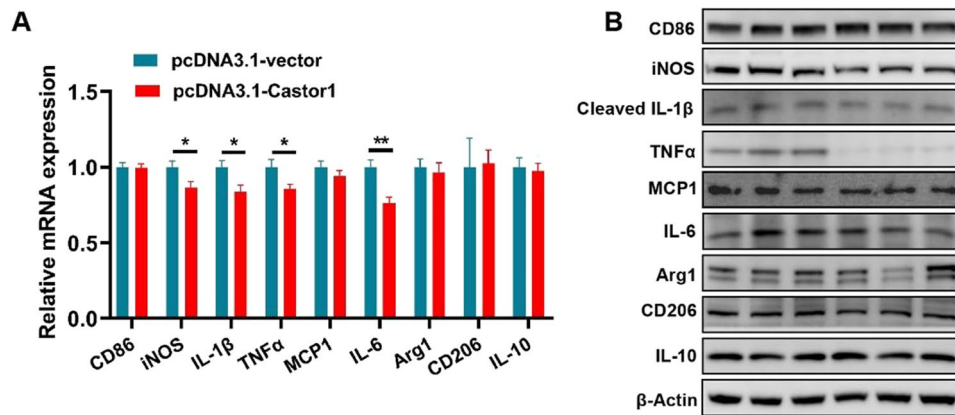 A
pcDNA3.1-vector
pcDNA3.1-Castor1
Relative mRNA expression
1.5
1.0
0.5
0.0
* * * **
CD86 iNOS IL-1β TNFα MCP1 IL-6 Arg1 CD206 IL-10
B
CD86
iNOS
Cleaved IL-1β
TNFα
MCP1
IL-6
Arg1
CD206
IL-10
β-Actin